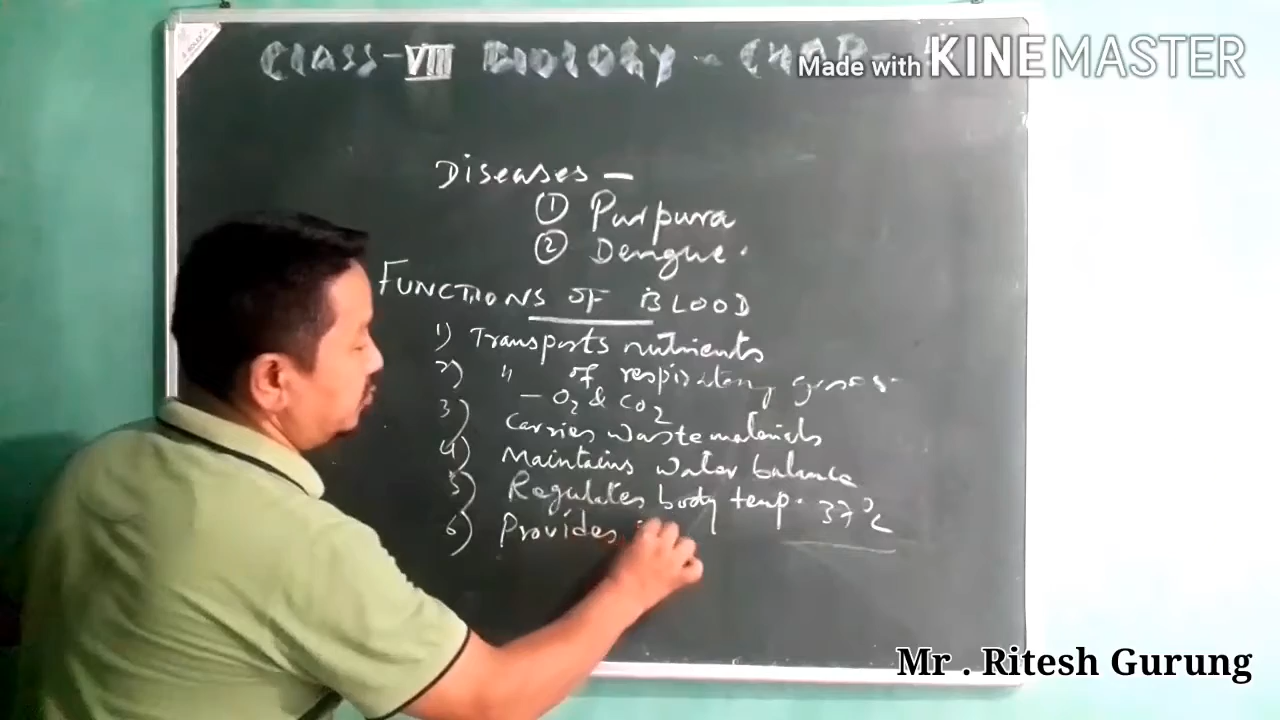 CLASS - VIII BIOLOGY - CHAP
Made with KINEMASTER
Diseases -
① Purpura
② Dengue.
FUNCTIONS OF BLOOD
1) Transports nutrients
2) " of respiratory gases.
- O2 & CO2
3) Carries waste materials
4) Maintains water balance
5) Regulates body temp. 37°C
6) Provides
Mr . Ritesh Gurung